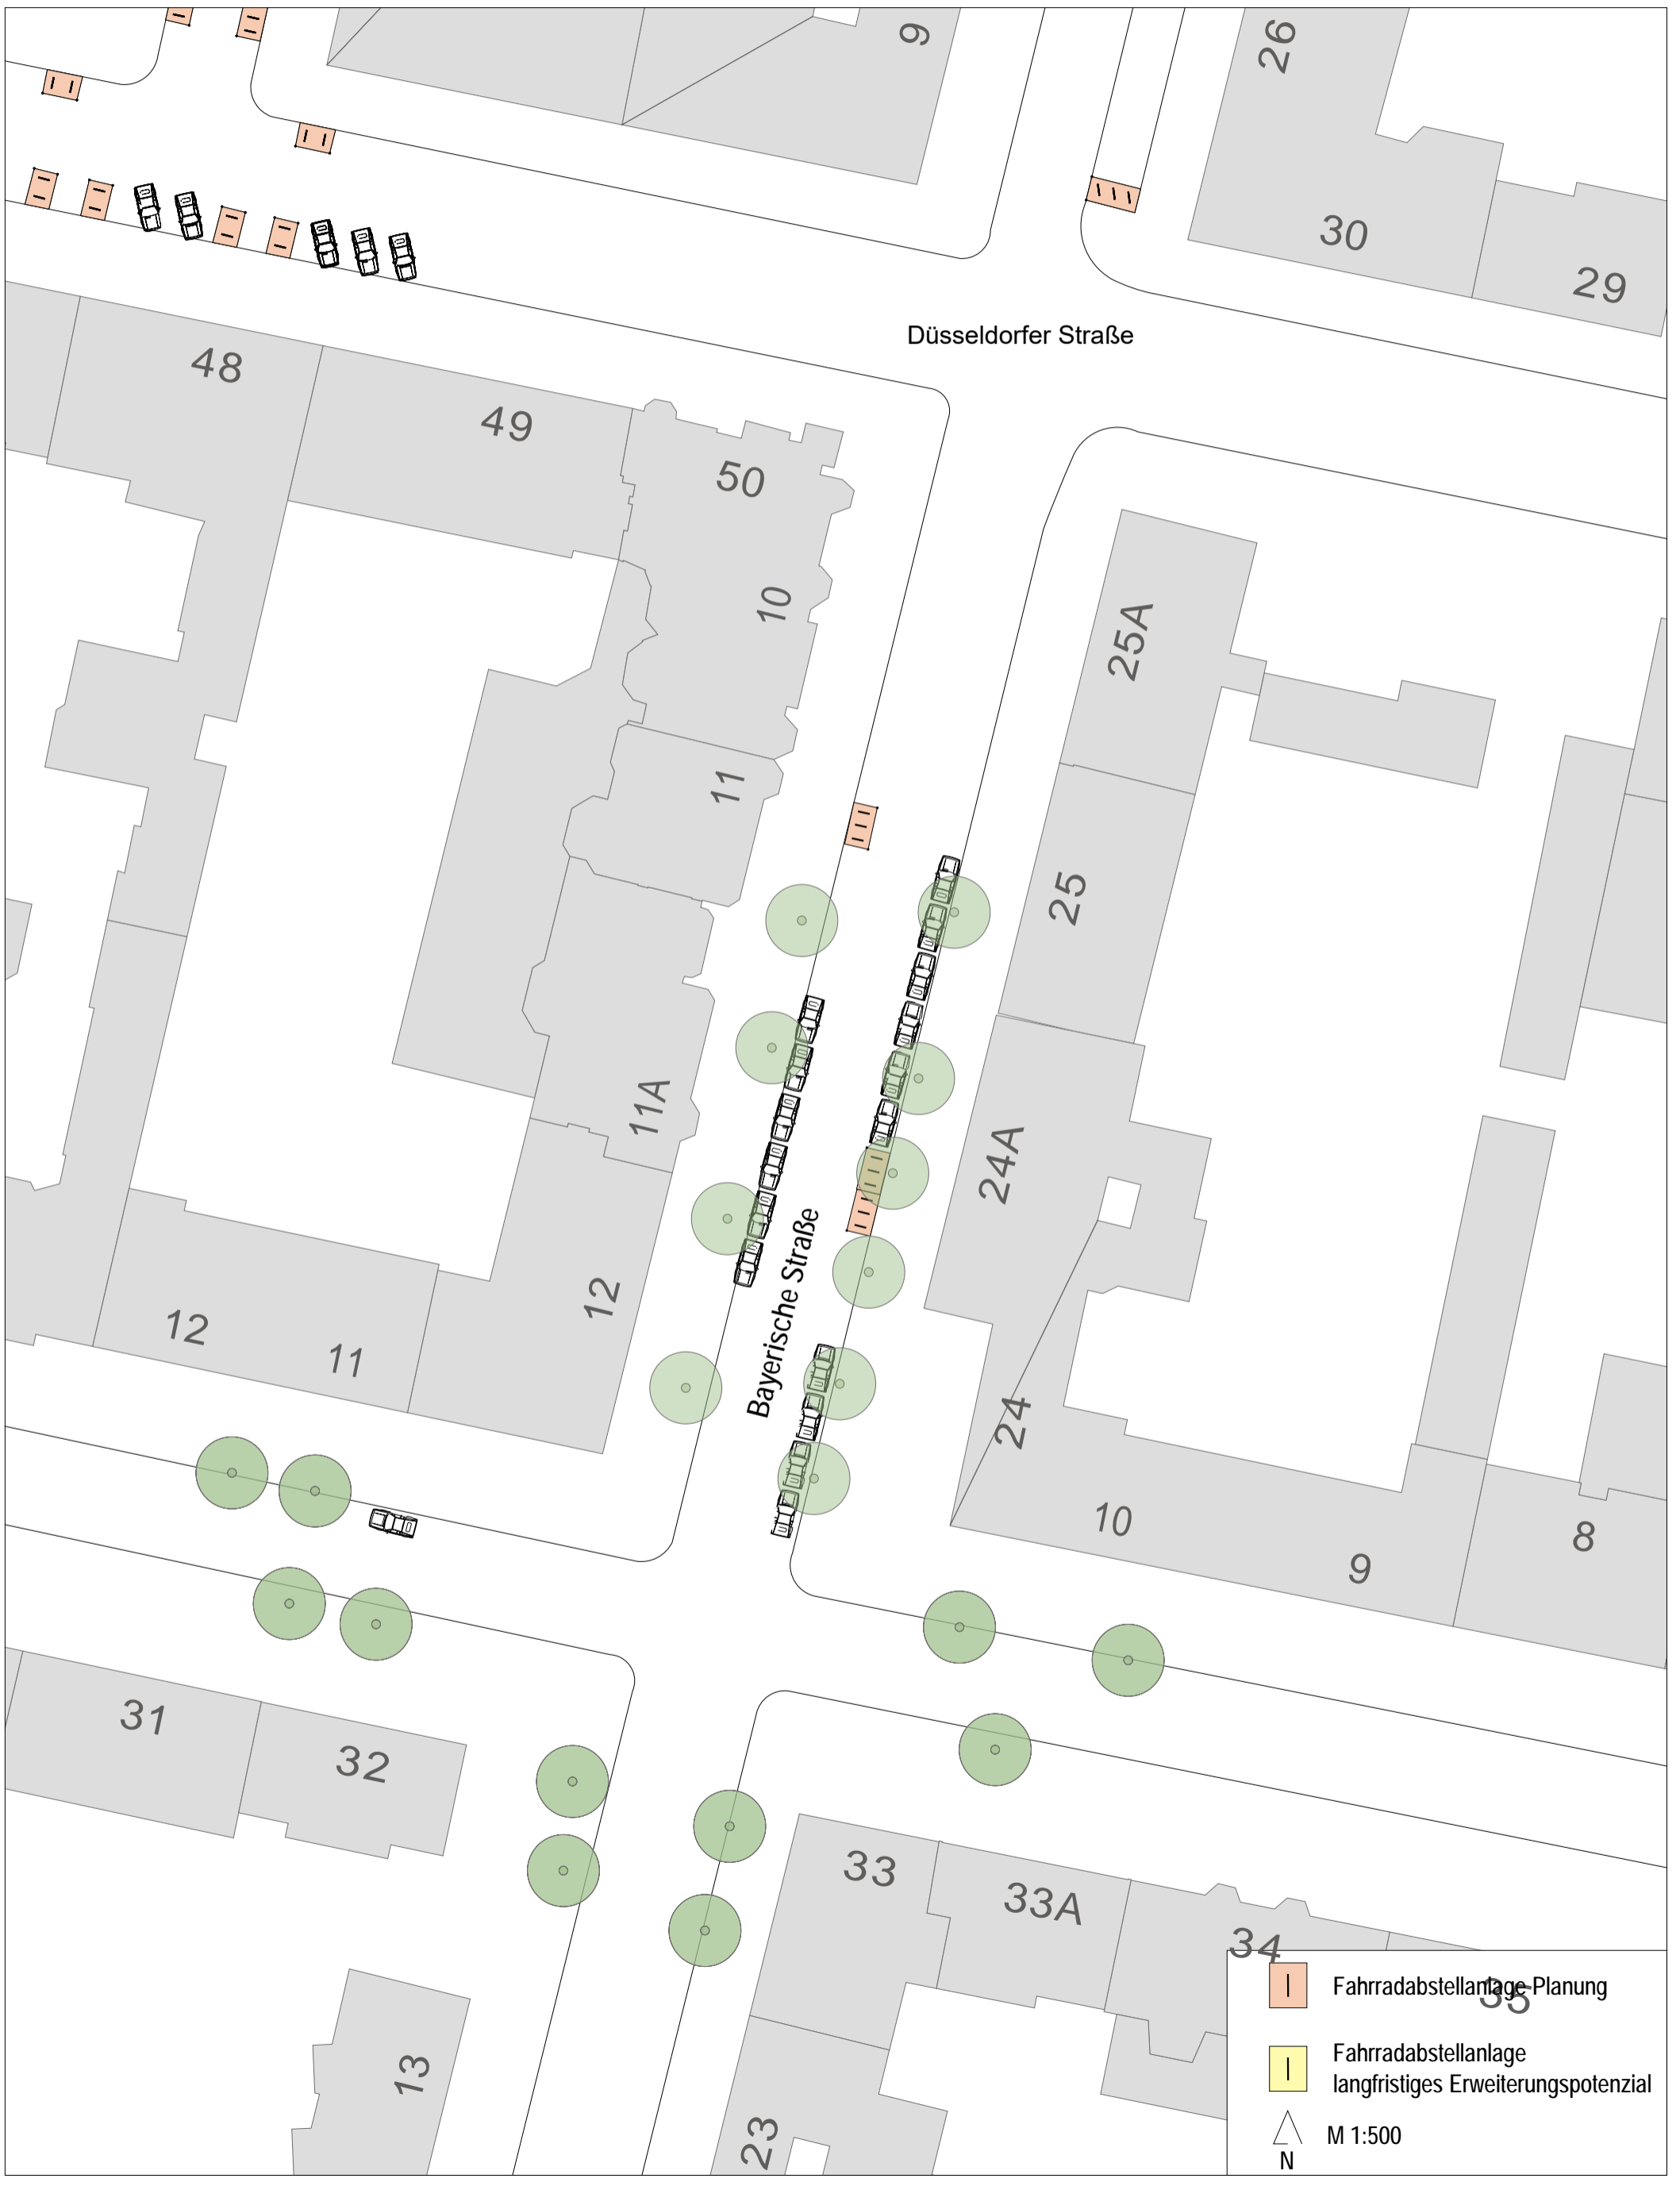 9
26
30
29
Düsseldorfer Straße
48
49
50
10
25A
11
25
11A
24A
Bayerische Straße
12
12
11
24
10
9
8
31
32
33
33A
34
35
13
23
Fahrradabstellanlage Planung
Fahrradabstellanlage
langfristiges Erweiterungspotenzial
M 1:500
N